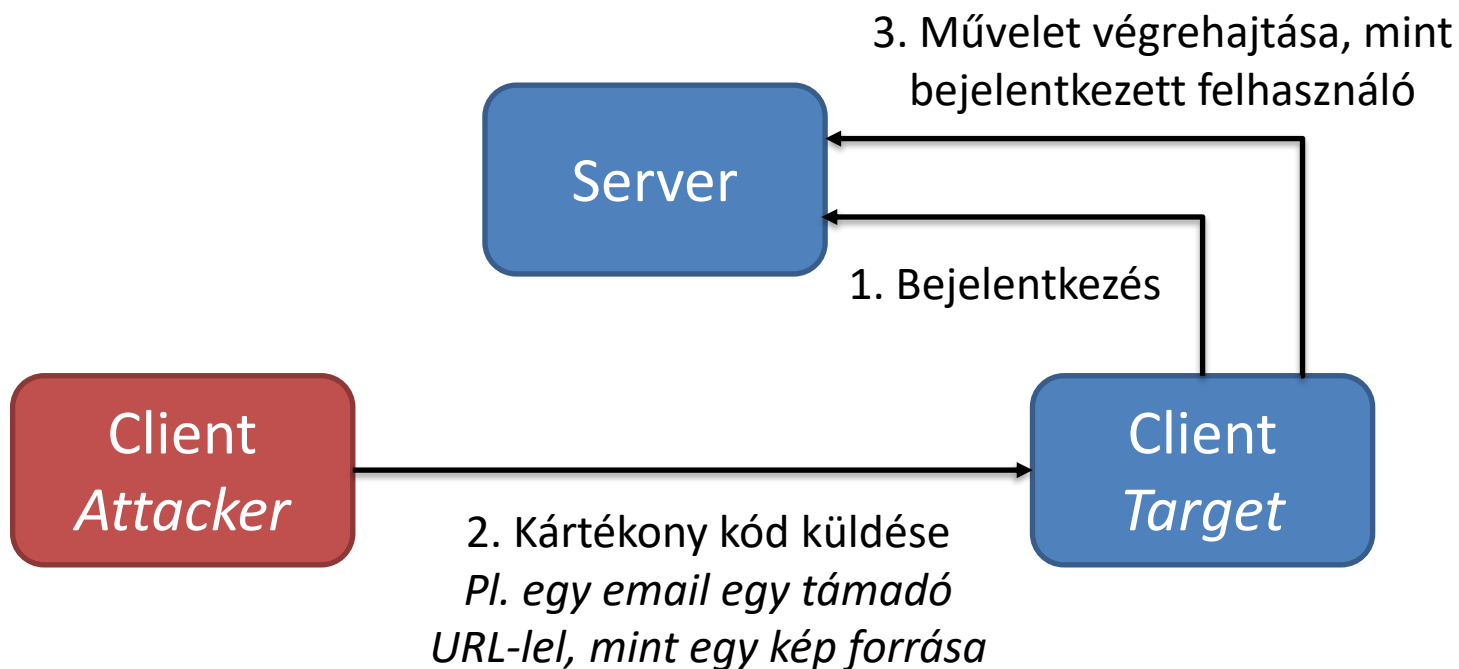 3. Művelet végrehajtása, mint
bejelentkezett felhasználó
Server
1. Bejelentkezés
Client
Attacker
Client
Target
2. Kártékony kód küldése
Pl. egy email egy támadó
URL-lel, mint egy kép forrása